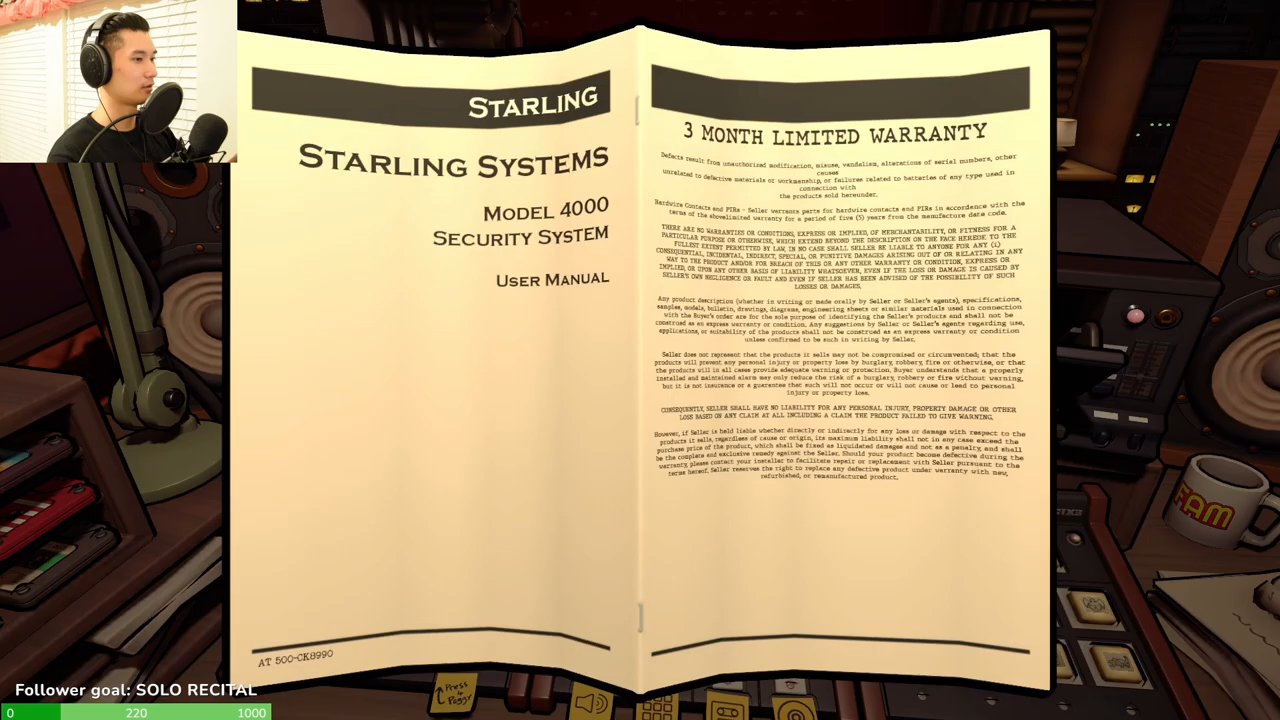 STARLING
STARLING SYSTEMS
MODEL 4000
SECURITY SYSTEM
USER MANUAL
AT 500-CK8990
3 MONTH LIMITED WARRANTY
Defects result from unauthorized modification, misuse, vandalism, alterations of serial numbers, other
causes
unrelated to defective materials or workmanship, or failures related to batteries of any type used in
connection with
the products sold hereunder.
Hardwire Contacts and PIRs - Seller warrants parts for hardwire contacts and PIRs in accordance with the
terms of the shovelimited warranty for a period of five (5) years from the manufacture date code.
THERE ARE NO WARRANTIES OR CONDITIONS, EXPRESS OR IMPLIED, OF MERCHANTABILITY, OR FITNESS FOR A
PARTICULAR PURPOSE OR OTHERWISE, WHICH EXTEND BEYOND THE DESCRIPTION ON THE FACE HEREOF. TO THE
FULLEST EXTENT PERMITTED BY LAW, IN NO CASE SHALL SELLER BE LIABLE TO ANYONE FOR ANY (i)
CONSEQUENTIAL, INCIDENTAL, INDIRECT, SPECIAL, OR PUNITIVE DAMAGES ARISING OUT OF OR RELATING IN ANY
WAY TO THE PRODUCT AND/OR FOR BREACH OF THIS OR ANY OTHER WARRANTY OR CONDITION, EXPRESS OR
IMPLIED, OR UPON ANY OTHER BASIS OF LIABILITY WHATSOEVER, EVEN IF THE LOSS OR DAMAGE IS CAUSED BY
SELLER'S OWN NEGLIGENCE OR FAULT AND EVEN IF SELLER HAS BEEN ADVISED OF THE POSSIBILITY OF SUCH
LOSSES OR DAMAGES.
Any product description (whether in writing or made orally by Seller or Seller's agents), specifications,
samples, models, bulletin, drawings, diagrams, engineering sheets or similar materials used in connection
with the Buyer's order are for the sole purpose of identifying the Seller's products and shall not be
construed as an express warranty or condition. Any suggestions by Seller or Seller's agents regarding use,
applications, or suitability of the products shall not be construed as an express warranty or condition
unless confirmed to be such in writing by Seller.
Seller does not represent that the products it sells may not be compromised or circumvented; that the
products will prevent any personal injury or property loss by burglary, robbery, fire or otherwise, or that
the products will in all cases provide adequate warning or protection. Buyer understands that a properly
installed and maintained alarm may only reduce the risk of a burglary, robbery or fire without warning,
but it is not insurance or a guarantee that such will not occur or will not cause or lead to personal
injury or property loss.
CONSEQUENTLY, SELLER SHALL HAVE NO LIABILITY FOR ANY PERSONAL INJURY, PROPERTY DAMAGE OR OTHER
LOSS BASED ON ANY CLAIM AT ALL INCLUDING A CLAIM THE PRODUCT FAILED TO GIVE WARNING.
However, if Seller is held liable whether directly or indirectly for any loss or damage with respect to the
products it sells, regardless of cause or origin, its maximum liability shall not in any case exceed the
purchase price of the product, which shall be fixed as liquidated damages and not as a penalty, and shall
be the complete and exclusive remedy against the Seller. Should your product become defective during the
warranty, please contact your installer to facilitate repair or replacement with Seller pursuant to the
terms hereof. Seller reserves the right to replace any defective product under warranty with new,
refurbished, or remanufactured product.
FAM
Press
to
Foggy
Follower goal: SOLO RECITAL
0 220 1000